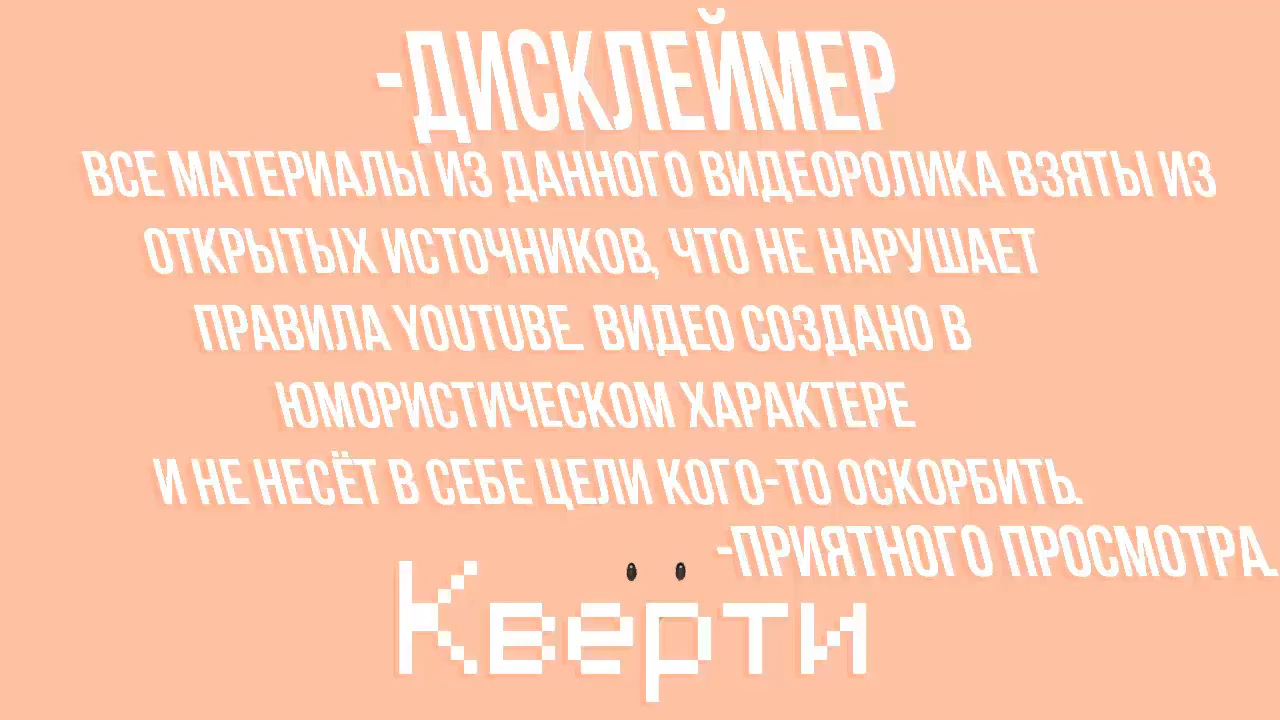 -ДИСКЛЕЙМЕР
ВСЕ МАТЕРИАЛЫ ИЗ ДАННОГО ВИДЕОРОЛИКА ВЗЯТЫ ИЗ
ОТКРЫТЫХ ИСТОЧНИКОВ, ЧТО НЕ НАРУШАЕТ
ПРАВИЛА YOUTUBE. ВИДЕО СОЗДАНО В
ЮМОРИСТИЧЕСКОМ ХАРАКТЕРЕ
И НЕ НЕСЁТ В СЕБЕ ЦЕЛИ КОГО-ТО ОСКОРБИТЬ.
-ПРИЯТНОГО ПРОСМОТРА.
Кверти